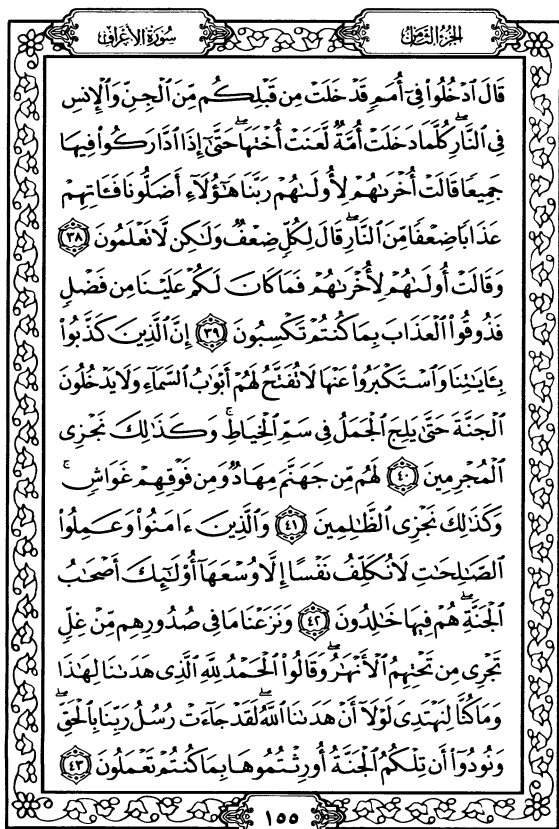 الجزء الثامن
سورة الأعراف
قَالَ ٱدْخُلُوا۟ فِىٓ أُمَمٍ قَدْ خَلَتْ مِن قَبْلِكُم مِّنَ ٱلْجِنِّ وَٱلْإِنسِ
فِى ٱلنَّارِ ۖ كُلَّمَا دَخَلَتْ أُمَّةٌ لَّعَنَتْ أُخْتَهَا ۖ حَتَّىٰٓ إِذَا ٱدَّارَكُوا۟ فِيهَا
جَمِيعًا قَالَتْ أُخْرَىٰهُمْ لِأُولَىٰهُمْ رَبَّنَا هَٰٓؤُلَآءِ أَضَلُّونَا فَـَٔاتِهِمْ
عَذَابًا ضِعْفًا مِّنَ ٱلنَّارِ ۖ قَالَ لِكُلٍّ ضِعْفٌ وَلَٰكِن لَّا تَعْلَمُونَ ٣٨
وَقَالَتْ أُولَىٰهُمْ لِأُخْرَىٰهُمْ فَمَا كَانَ لَكُمْ عَلَيْنَا مِن فَضْلٍ
فَذُوقُوا۟ ٱلْعَذَابَ بِمَا كُنتُمْ تَكْسِبُونَ ٣٩ إِنَّ ٱلَّذِينَ كَذَّبُوا۟
بِـَٔايَٰتِنَا وَٱسْتَكْبَرُوا۟ عَنْهَا لَا تُفَتَّحُ لَهُمْ أَبْوَٰبُ ٱلسَّمَآءِ وَلَا يَدْخُلُونَ
ٱلْجَنَّةَ حَتَّىٰ يَلِجَ ٱلْجَمَلُ فِى سَمِّ ٱلْخِيَاطِ ۚ وَكَذَٰلِكَ نَجْزِى
ٱلْمُجْرِمِينَ ٤٠ لَهُم مِّن جَهَنَّمَ مِهَادٌ وَمِن فَوْقِهِمْ غَوَاشٍ ۚ
وَكَذَٰلِكَ نَجْزِى ٱلظَّٰلِمِينَ ٤١ وَٱلَّذِينَ ءَامَنُوا۟ وَعَمِلُوا۟
ٱلصَّٰلِحَٰتِ لَا نُكَلِّفُ نَفْسًا إِلَّا وُسْعَهَآ أُو۟لَٰٓئِكَ أَصْحَٰبُ
ٱلْجَنَّةِ ۖ هُمْ فِيهَا خَٰلِدُونَ ٤٢ وَنَزَعْنَا مَا فِى صُدُورِهِم مِّنْ غِلٍّ
تَجْرِى مِن تَحْتِهِمُ ٱلْأَنْهَٰرُ ۖ وَقَالُوا۟ ٱلْحَمْدُ لِلَّهِ ٱلَّذِى هَدَىٰنَا لِهَٰذَا
وَمَا كُنَّا لِنَهْتَدِىَ لَوْلَآ أَنْ هَدَىٰنَا ٱللَّهُ ۖ لَقَدْ جَآءَتْ رُسُلُ رَبِّنَا بِٱلْحَقِّ ۖ
وَنُودُوٓا۟ أَن تِلْكُمُ ٱلْجَنَّةُ أُورِثْتُمُوهَا بِمَا كُنتُمْ تَعْمَلُونَ ٤٣
١٥٥